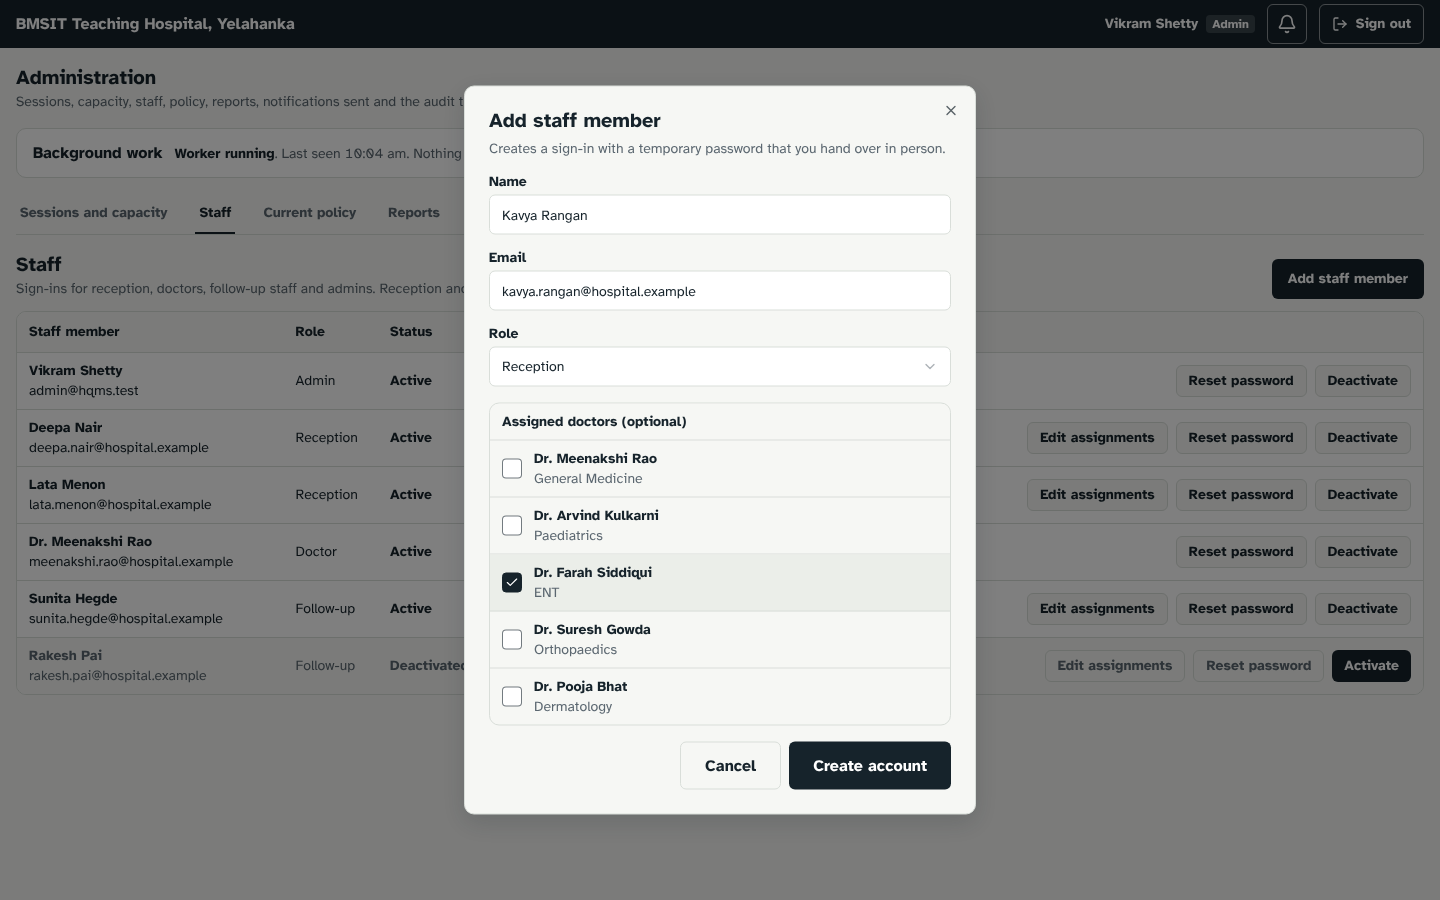 BMSIT Teaching Hospital, Yelahanka
Vikram Shetty Admin Sign out
Administration
Sessions, capacity, staff, policy, reports, notifications sent and the audit t
Background work Worker running. Last seen 10:04 am. Nothing
Sessions and capacity Staff Current policy Reports
Staff
Sign-ins for reception, doctors, follow-up staff and admins. Reception and
Add staff member
Staff member Role Status
Vikram Shetty
admin@hqms.test
Admin Active Reset password Deactivate
Deepa Nair
deepa.nair@hospital.example
Reception Active Edit assignments Reset password Deactivate
Lata Menon
lata.menon@hospital.example
Reception Active Edit assignments Reset password Deactivate
Dr. Meenakshi Rao
meenakshi.rao@hospital.example
Doctor Active Reset password Deactivate
Sunita Hegde
sunita.hegde@hospital.example
Follow-up Active Edit assignments Reset password Deactivate
Rakesh Pai
rakesh.pai@hospital.example
Follow-up Deactivated Edit assignments Reset password Activate
Add staff member
Creates a sign-in with a temporary password that you hand over in person.
Name
Kavya Rangan
Email
kavya.rangan@hospital.example
Role
Reception
Assigned doctors (optional)
Dr. Meenakshi Rao
General Medicine
Dr. Arvind Kulkarni
Paediatrics
Dr. Farah Siddiqui
ENT
Dr. Suresh Gowda
Orthopaedics
Dr. Pooja Bhat
Dermatology
Cancel Create account